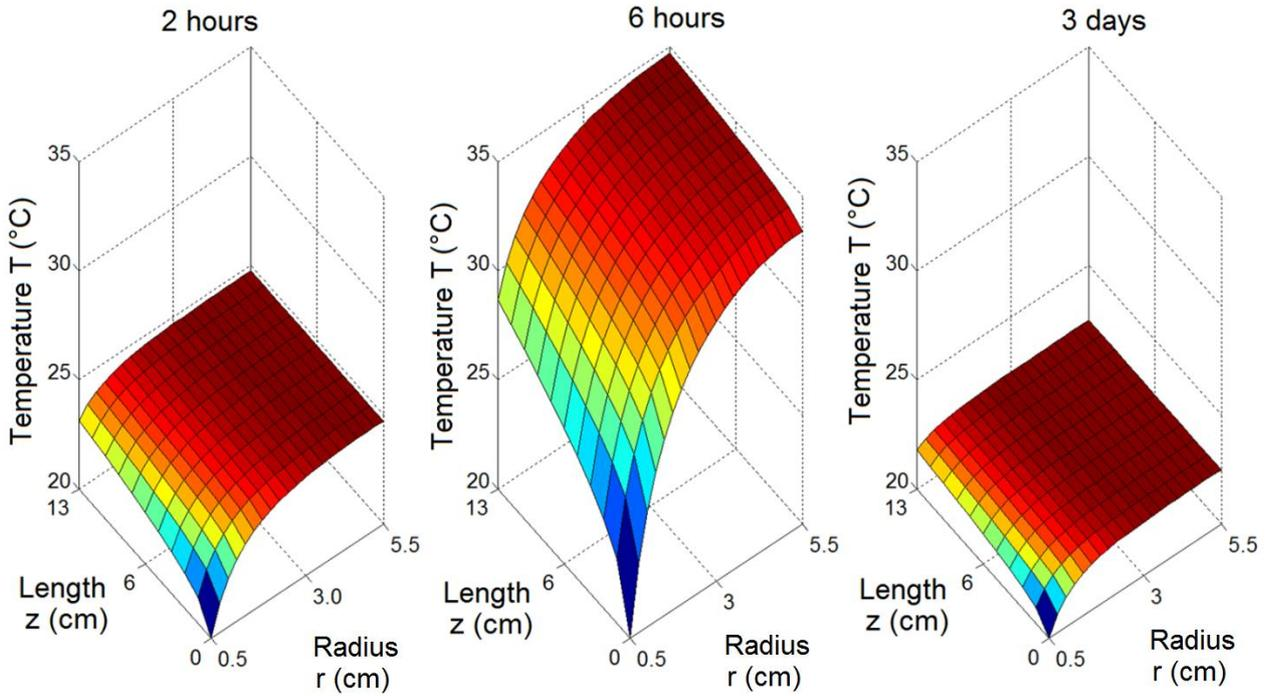 2 hours
35
30
25
20
13
6
0
0.5
3.0
5.5
Temperature T (°C)
Length
z (cm)
Radius
r (cm)
6 hours
35
30
25
20
13
6
0
0.5
3
5.5
Temperature T (°C)
Length
z (cm)
Radius
r (cm)
3 days
35
30
25
20
13
6
0
0.5
3
5.5
Temperature T (°C)
Length
z (cm)
Radius
r (cm)